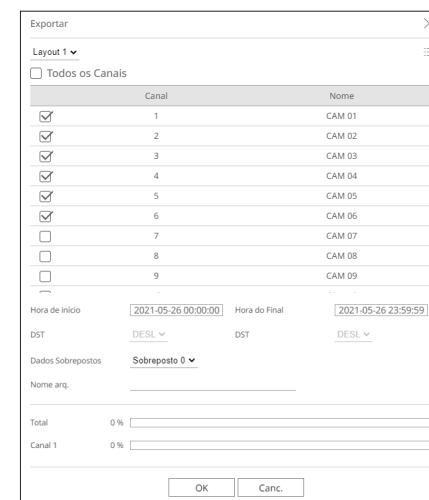 Exportar
Layout 1
Todos os Canais
Canal Nome
1 CAM 01
2 CAM 02
3 CAM 03
4 CAM 04
5 CAM 05
6 CAM 06
7 CAM 07
8 CAM 08
9 CAM 09
Hora de início 2021-05-26 00:00:00 Hora do Final 2021-05-26 23:59:59
DST DESL DST DESL
Dados Sobrepostos Sobreposto 0
Nome arq.
Total 0 %
Canal 1 0 %
OK Canc.